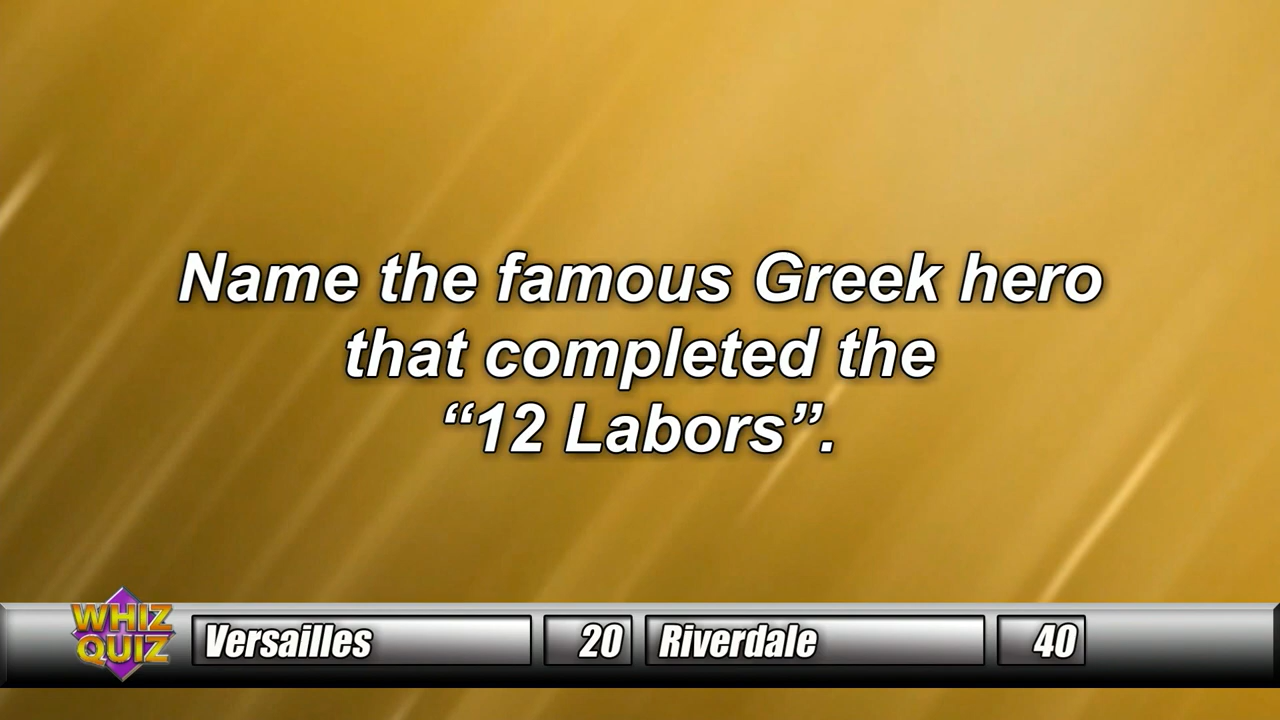 Name the famous Greek hero
that completed the
“12 Labors”.
WHIZ
QUIZ
Versailles 20 Riverdale 40